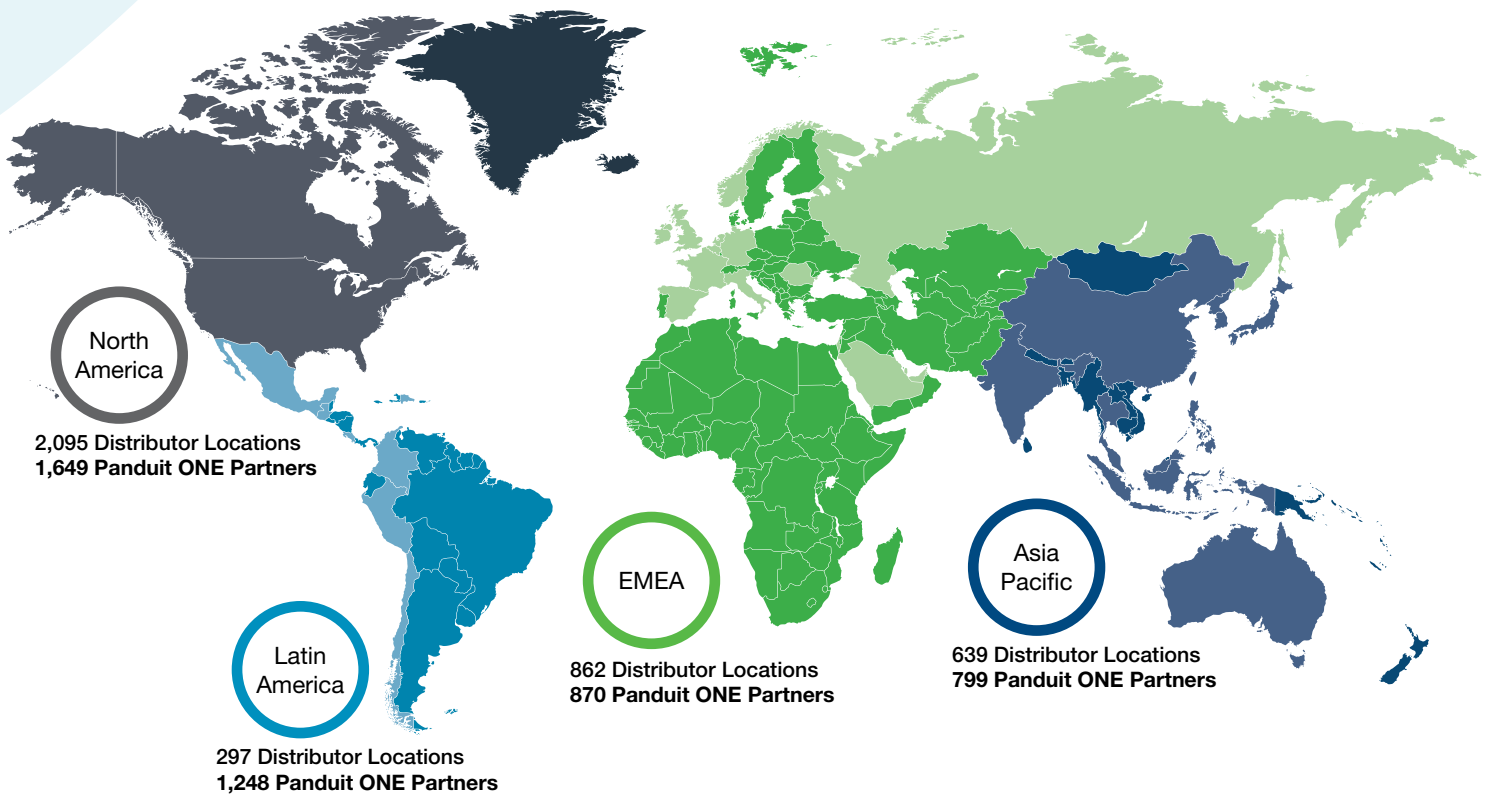 North
America
2,095 Distributor Locations
1,649 Panduit ONE Partners
Latin
America
297 Distributor Locations
1,248 Panduit ONE Partners
EMEA
862 Distributor Locations
870 Panduit ONE Partners
Asia
Pacific
639 Distributor Locations
799 Panduit ONE Partners